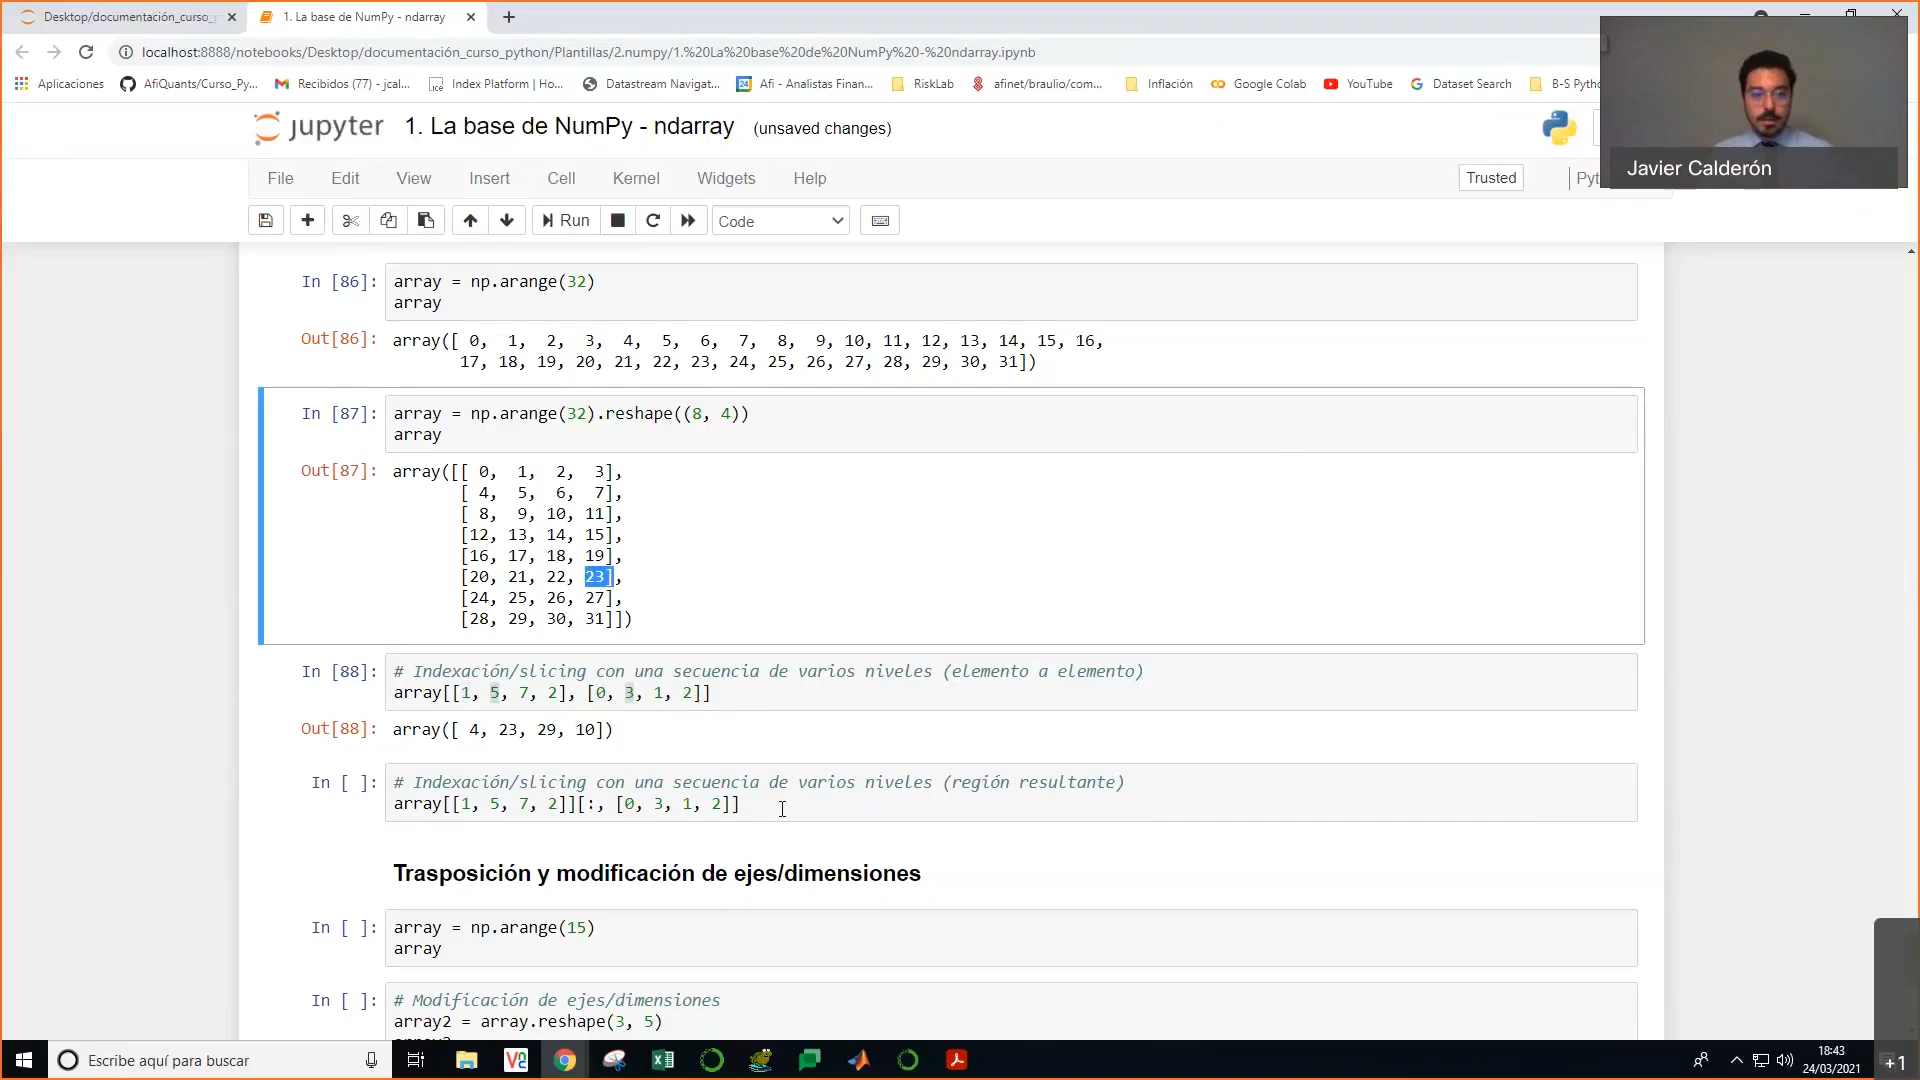 Desktop/documentación_curso_p
1. La base de NumPy - ndarray
localhost:8888/notebooks/Desktop/documentación_curso_python/Plantillas/2.numpy/1.%20La%20base%20de%20NumPy%20-%20ndarray.ipynb
Aplicaciones
AfiQuants/Curso_Py...
Recibidos (77) - jcal...
Index Platform | Ho...
Datastream Navigat...
Afi - Analistas Finan...
RiskLab
afinet/braulio/com...
Inflación
Google Colab
YouTube
Dataset Search
B-S Pytho
Javier Calderón
jupyter 1. La base de NumPy - ndarray (unsaved changes)
File Edit View Insert Cell Kernel Widgets Help
Trusted
Pyt
Run
Code
In [86]: array = np.arange(32)
array
Out[86]: array([ 0, 1, 2, 3, 4, 5, 6, 7, 8, 9, 10, 11, 12, 13, 14, 15, 16,
17, 18, 19, 20, 21, 22, 23, 24, 25, 26, 27, 28, 29, 30, 31])
In [87]: array = np.arange(32).reshape((8, 4))
array
Out[87]: array([[ 0, 1, 2, 3],
[ 4, 5, 6, 7],
[ 8, 9, 10, 11],
[12, 13, 14, 15],
[16, 17, 18, 19],
[20, 21, 22, 23],
[24, 25, 26, 27],
[28, 29, 30, 31]])
In [88]: # Indexación/slicing con una secuencia de varios niveles (elemento a elemento)
array[[1, 5, 7, 2], [0, 3, 1, 2]]
Out[88]: array([ 4, 23, 29, 10])
In [ ]: # Indexación/slicing con una secuencia de varios niveles (región resultante)
array[[1, 5, 7, 2]][:, [0, 3, 1, 2]]
Trasposición y modificación de ejes/dimensiones
In [ ]: array = np.arange(15)
array
In [ ]: # Modificación de ejes/dimensiones
array2 = array.reshape(3, 5)
Escribe aquí para buscar
18:43
24/03/2021
+1